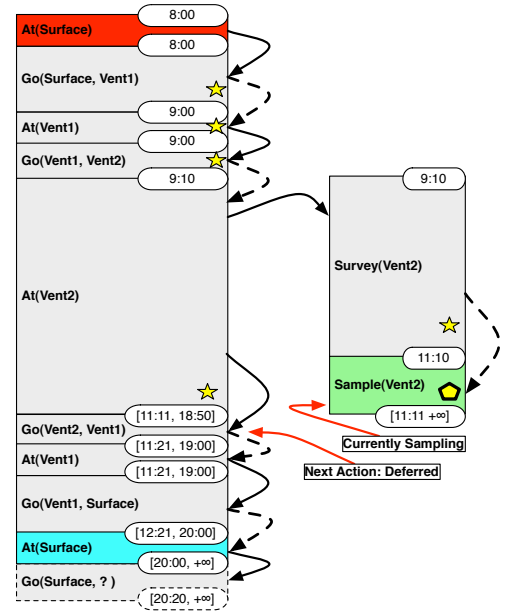 8:00
At(Surface)
8:00
Go(Surface, Vent1)
9:00
At(Vent1)
9:00
Go(Vent1, Vent2)
9:10
At(Vent2)
[11:11, 18:50]
Go(Vent2, Vent1)
[11:21, 19:00]
At(Vent1)
[11:21, 19:00]
Go(Vent1, Surface)
[12:21, 20:00]
At(Surface)
[20:00, +∞]
Go(Surface, ? )
[20:20, +∞]
9:10
Survey(Vent2)
11:10
Sample(Vent2)
[11:11 +∞]
Currently Sampling
Next Action: Deferred